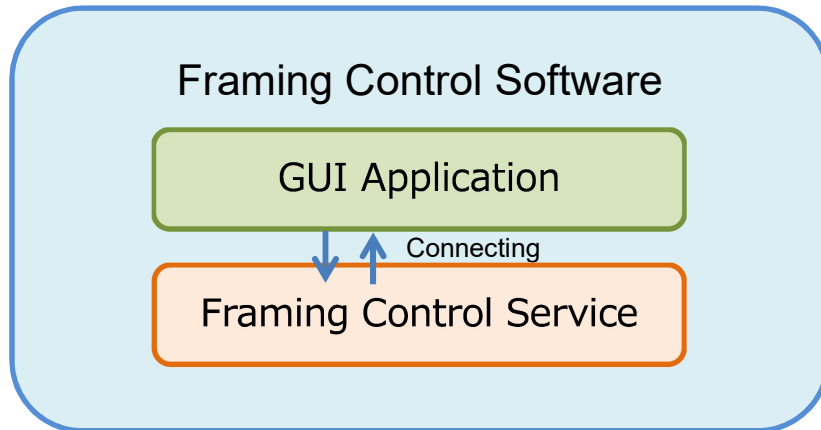 Framing Control Software
GUI Application
Connecting
Framing Control Service